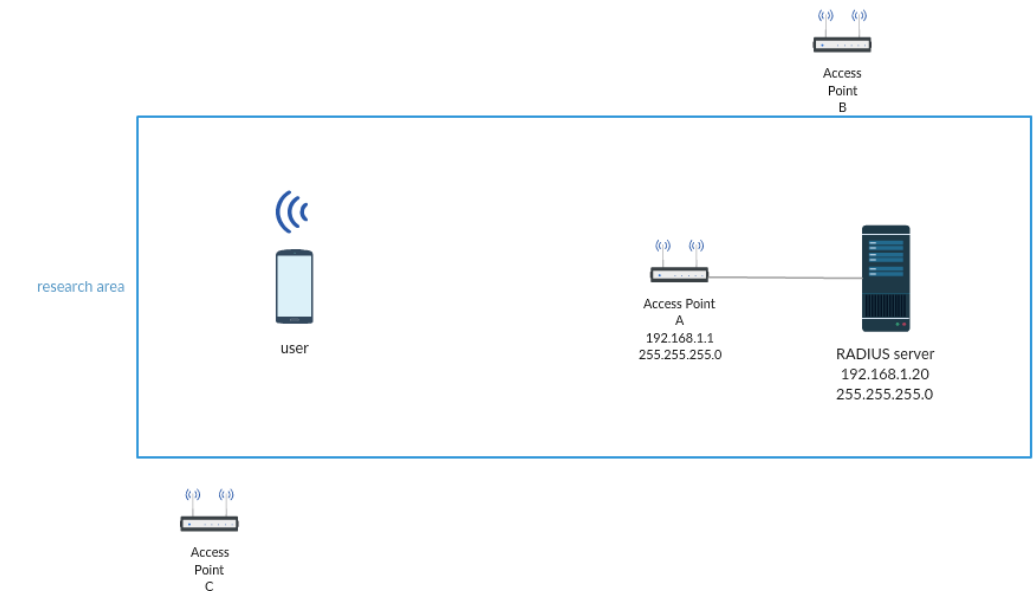 Access
Point
B
research area
user
Access Point
A
192.168.1.1
255.255.255.0
RADIUS server
192.168.1.20
255.255.255.0
Access
Point
C